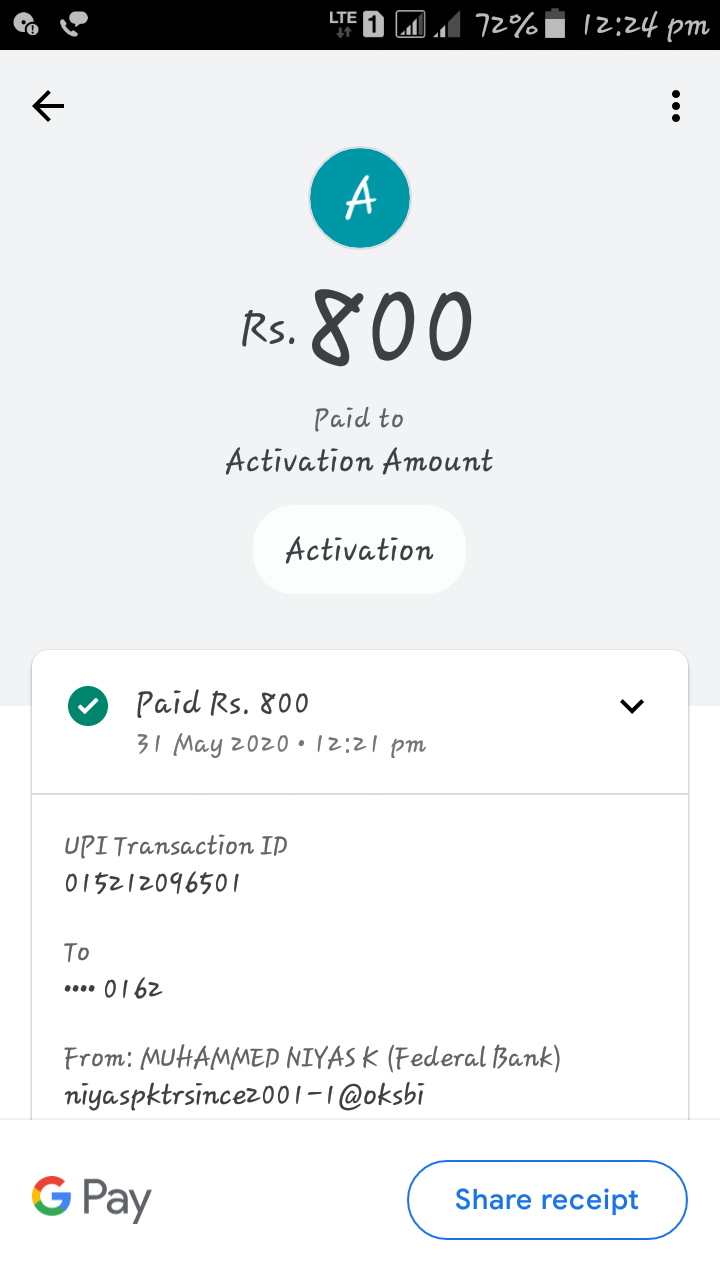 LTE 1 72% 12:24 pm
A
Rs. 800
Paid to
Activation Amount
Activation
Paid Rs. 800
31 May 2020 • 12:21 pm
UPI Transaction ID
015212096501
To
•••• 0162
From: MUHAMMED NIYAS K (Federal Bank)
niyaspktrsince2001-1@oksbi
G Pay
Share receipt